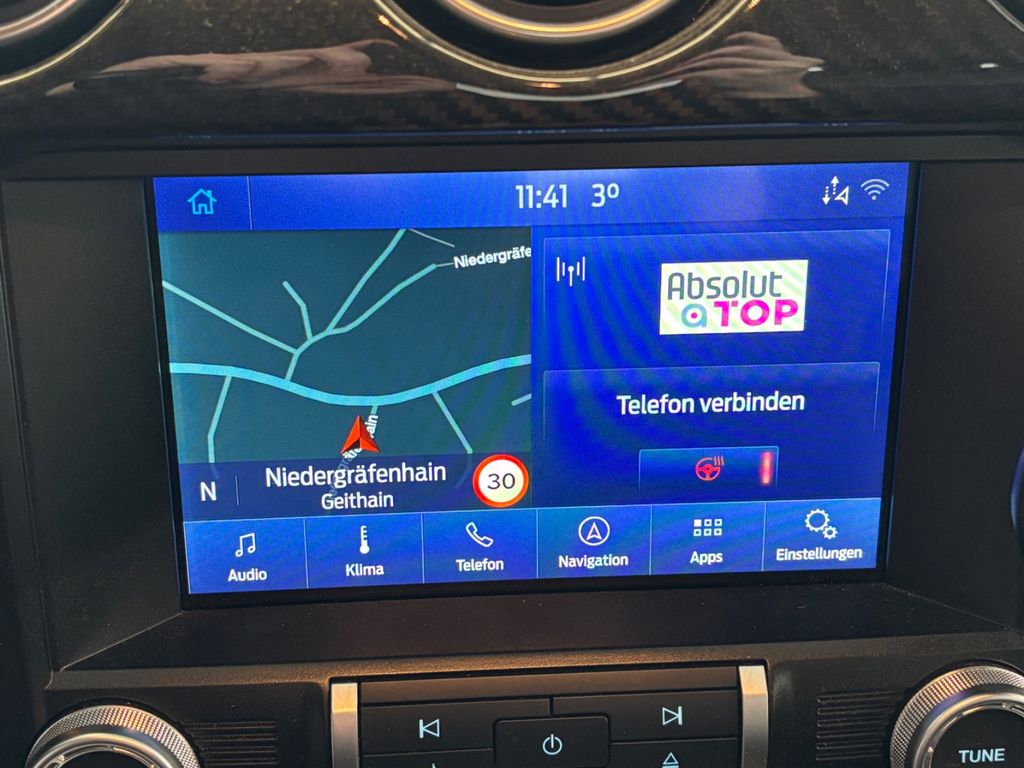 11:41 3°
Niedergräfe
Absolut
a TOP
Telefon verbinden
N
Niedergräfenhain
Geithain
30
Audio
Klima
Telefon
Navigation
Apps
Einstellungen
TUNE